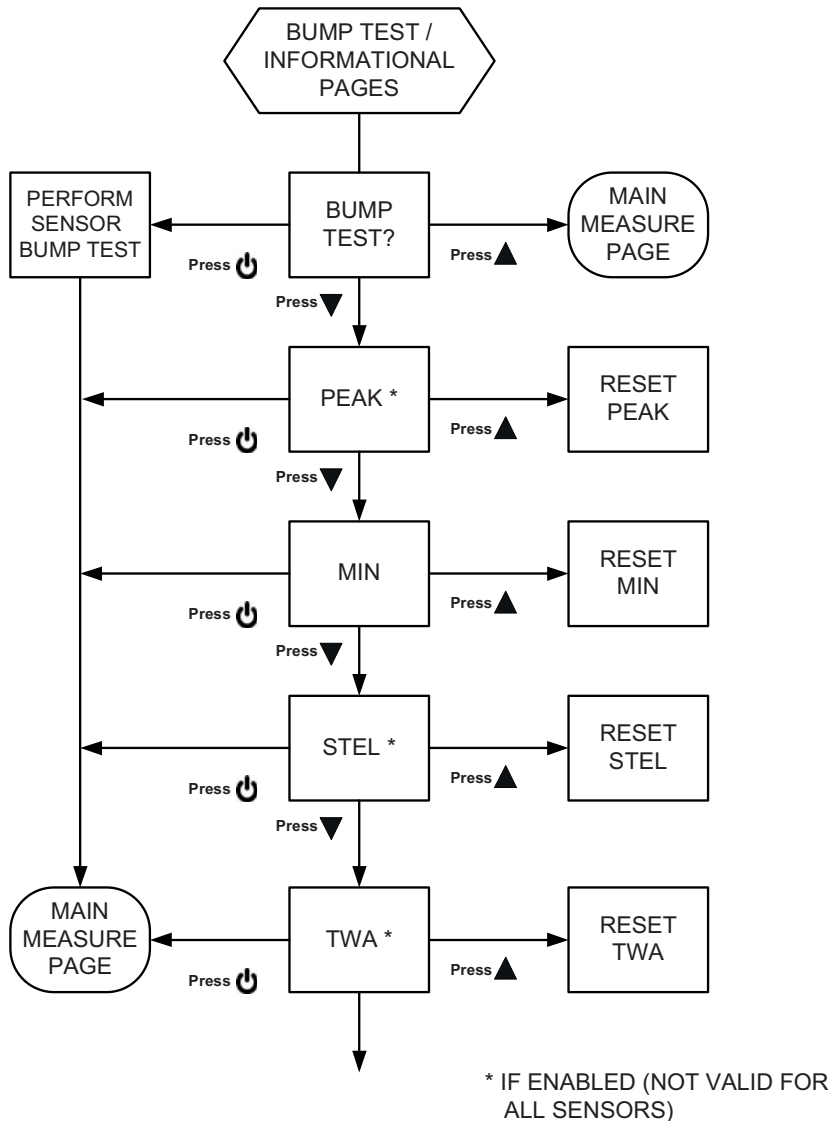 BUMP TEST /
INFORMATIONAL
PAGES
PERFORM
SENSOR
BUMP TEST
BUMP
TEST?
MAIN
MEASURE
PAGE
Press
Press
Press
PEAK *
RESET
PEAK
Press
Press
Press
MIN
RESET
MIN
Press
Press
Press
STEL *
RESET
STEL
Press
Press
Press
MAIN
MEASURE
PAGE
TWA *
RESET
TWA
Press
Press
* IF ENABLED (NOT VALID FOR
ALL SENSORS)